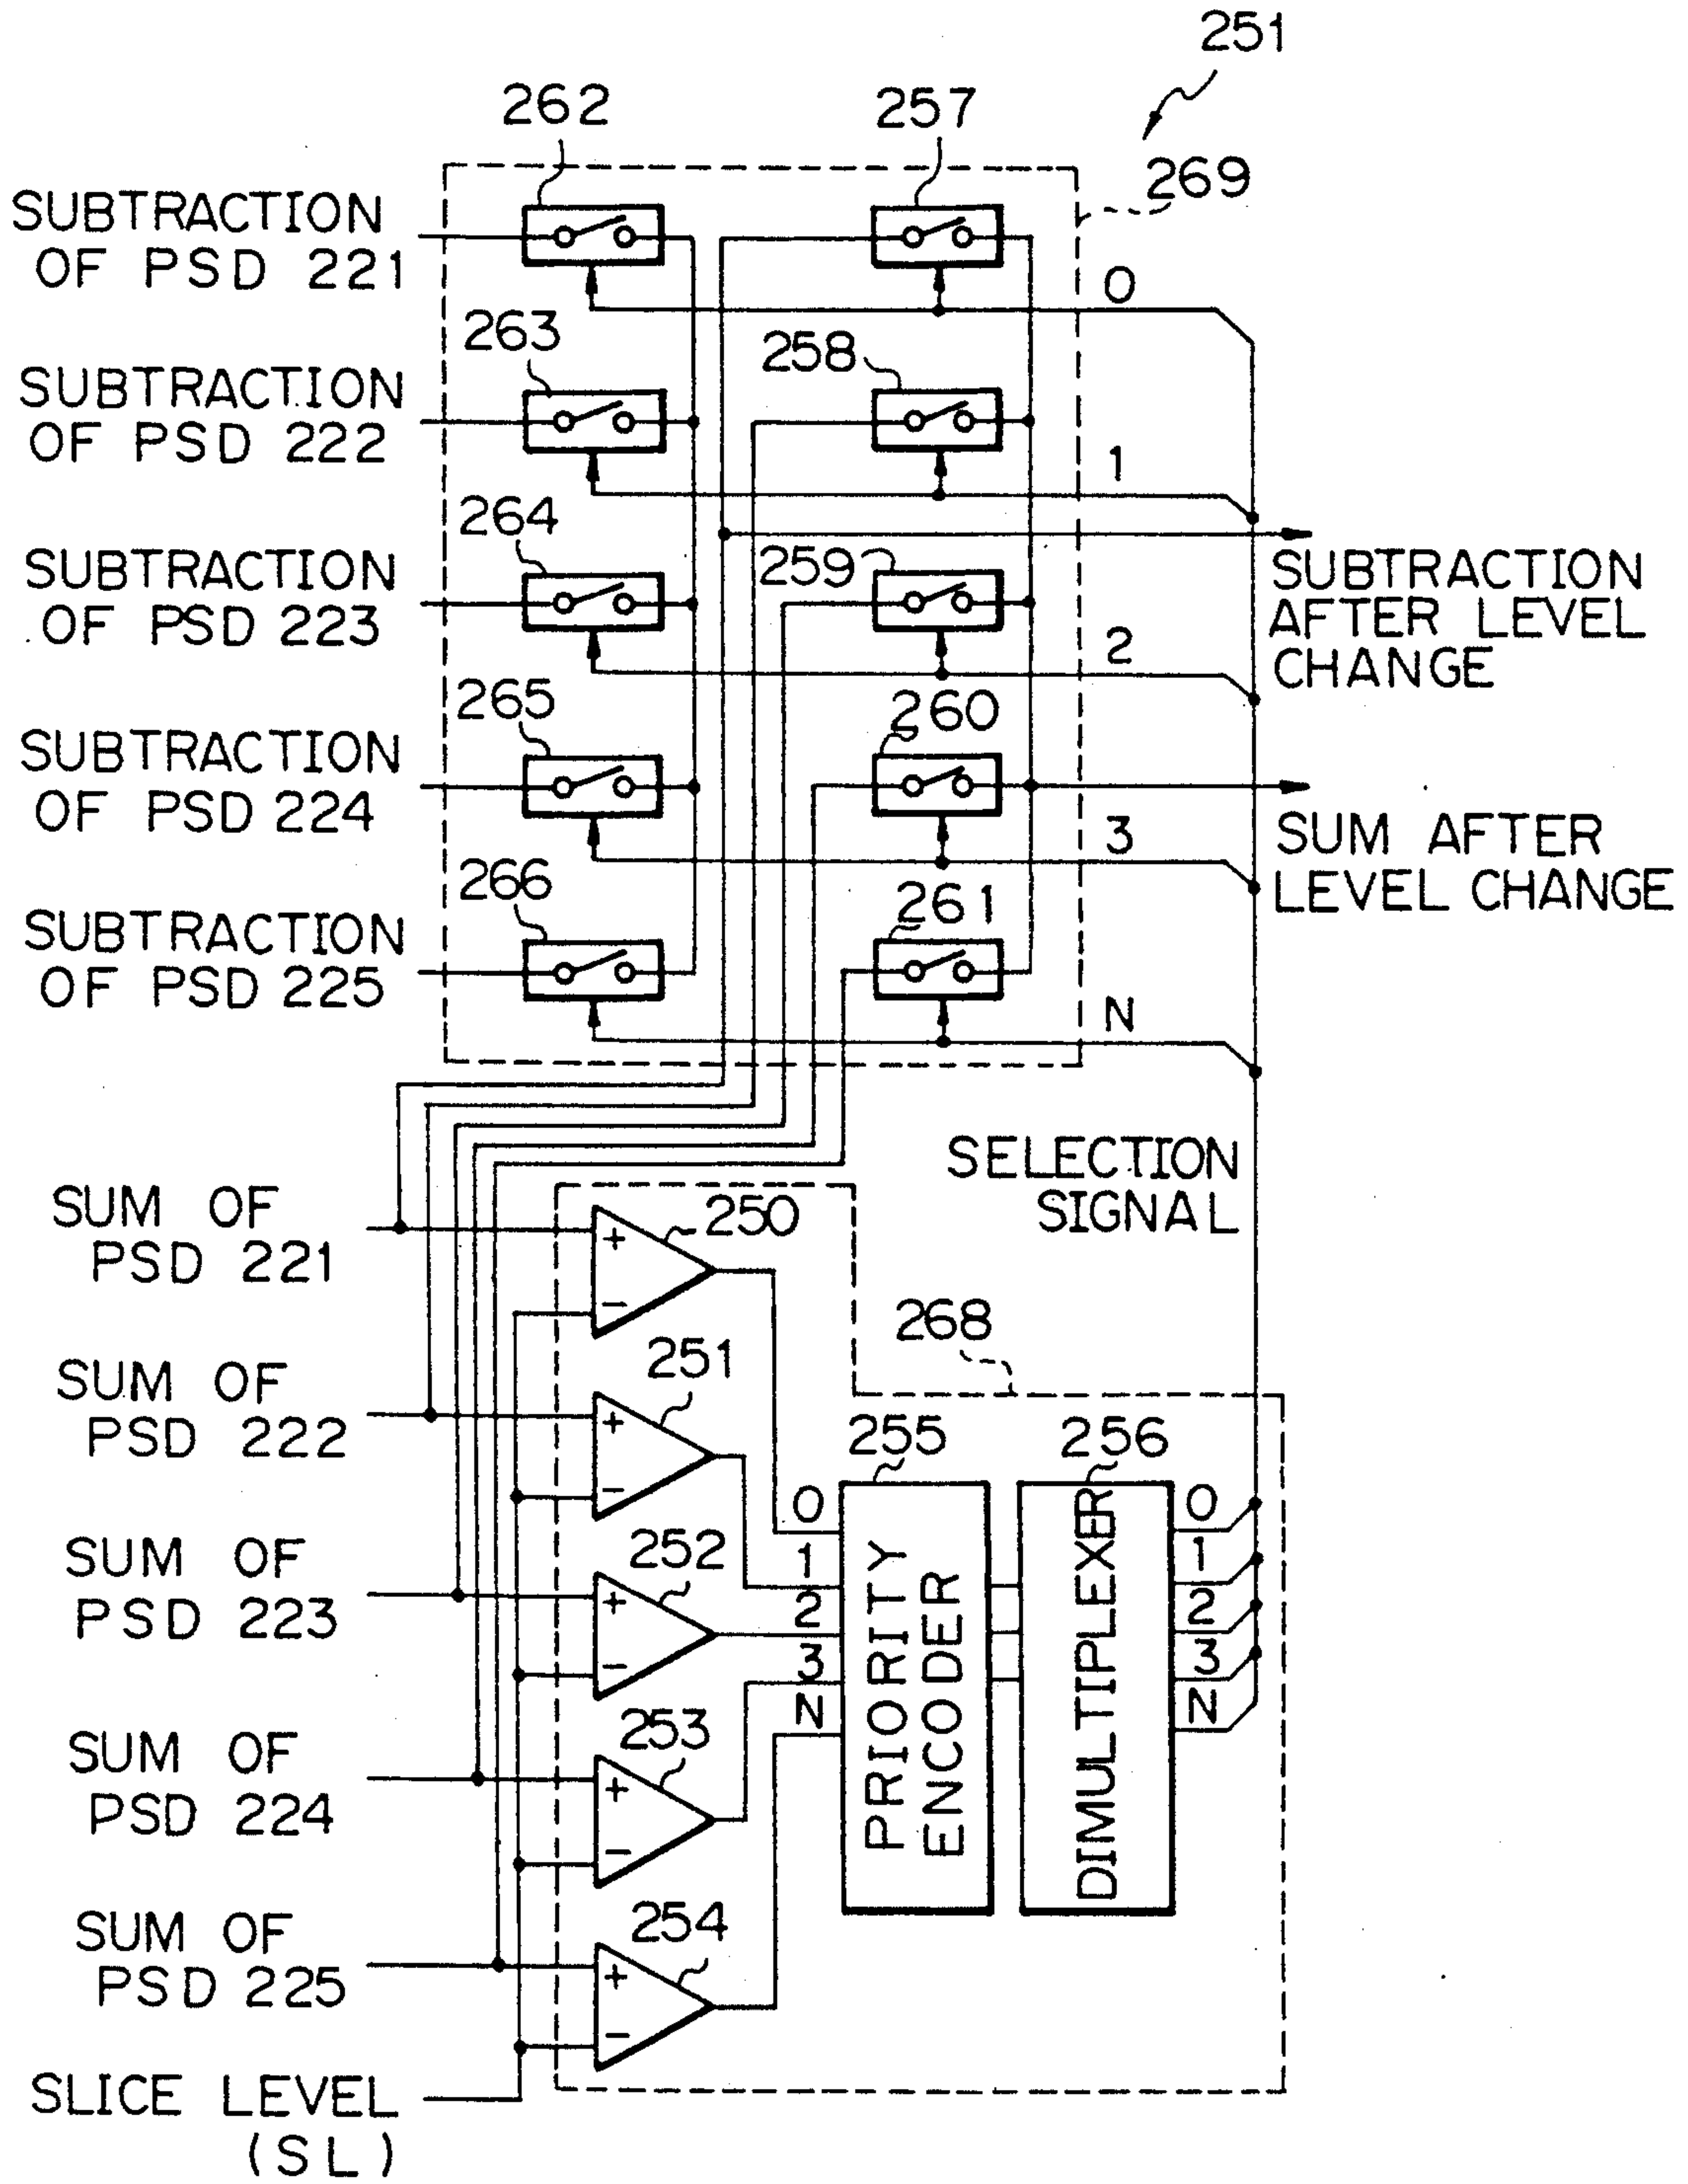 251
262
257
269
SUBTRACTION
OF PSD 221
0
263
258
SUBTRACTION
OF PSD 222
1
264
259
SUBTRACTION
OF PSD 223
SUBTRACTION
AFTER LEVEL
CHANGE
2
265
260
SUBTRACTION
OF PSD 224
3
SUM AFTER
LEVEL CHANGE
266
261
SUBTRACTION
OF PSD 225
N
SELECTION
SIGNAL
SUM OF
PSD 221
250
+
−
268
251
SUM OF
PSD 222
+
−
255
256
0
1
2
3
N
PRIORITY
ENCODER
DIMULTIPLEXER
0
1
2
3
N
252
SUM OF
PSD 223
+
−
253
SUM OF
PSD 224
+
−
254
SUM OF
PSD 225
+
−
SLICE LEVEL
(SL)